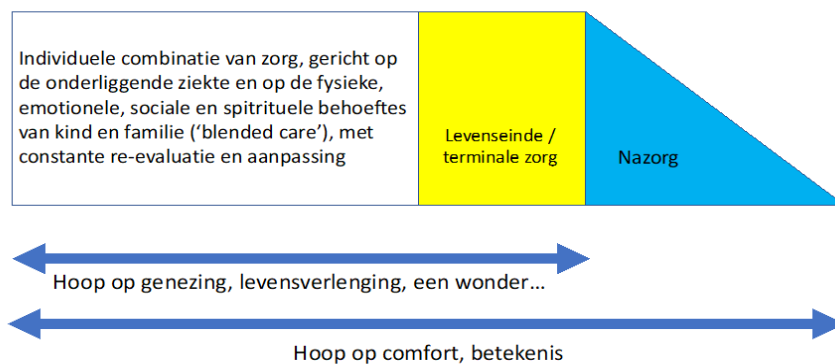 Individuele combinatie van zorg, gericht op
de onderliggende ziekte en op de fysieke,
emotionele, sociale en spitrituele behoeftes
van kind en familie (‘blended care’), met
constante re-evaluatie en aanpassing
Levenseinde /
terminale zorg
Nazorg
Hoop op genezing, levensverlenging, een wonder...
Hoop op comfort, betekenis